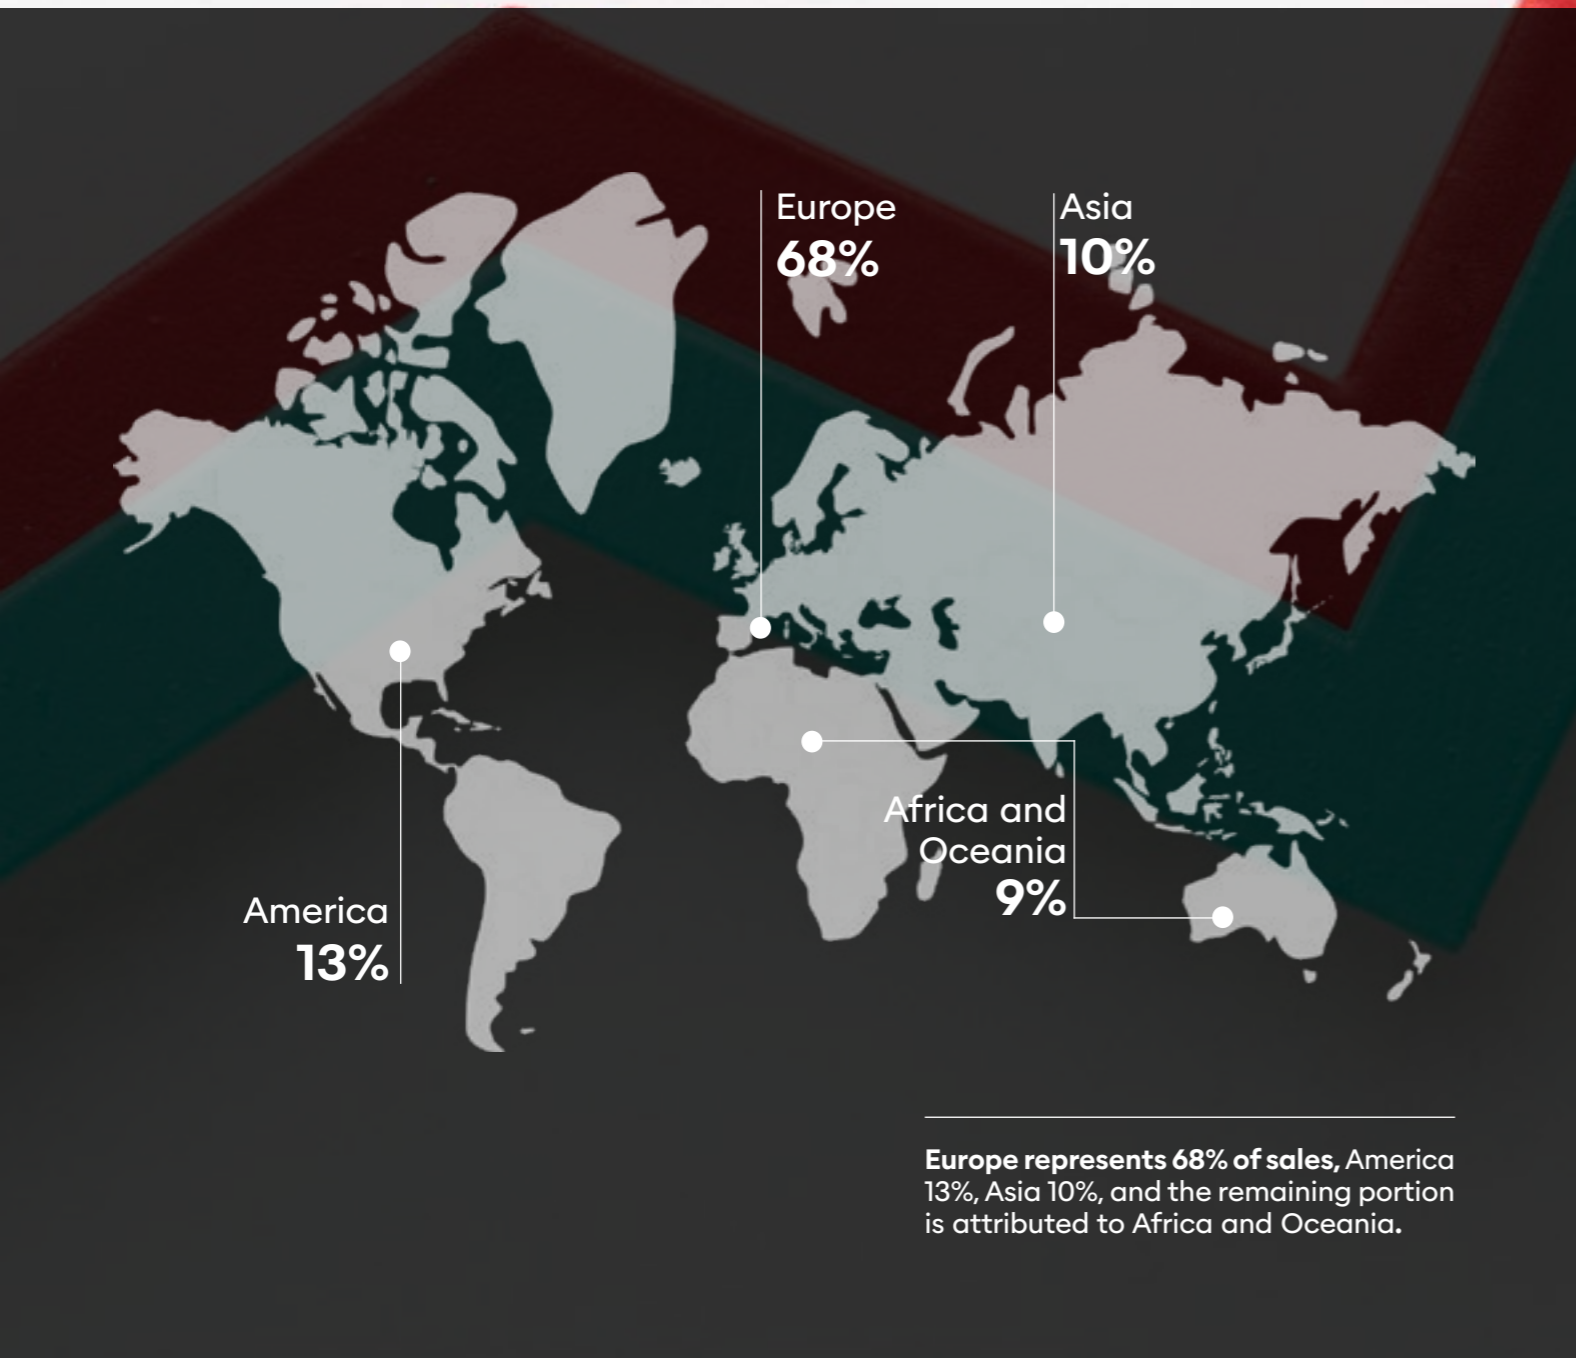 Europe
68%
Asia
10%
Africa and
Oceania
9%
America
13%
Europe represents 68% of sales, America
13%, Asia 10%, and the remaining portion
is attributed to Africa and Oceania.